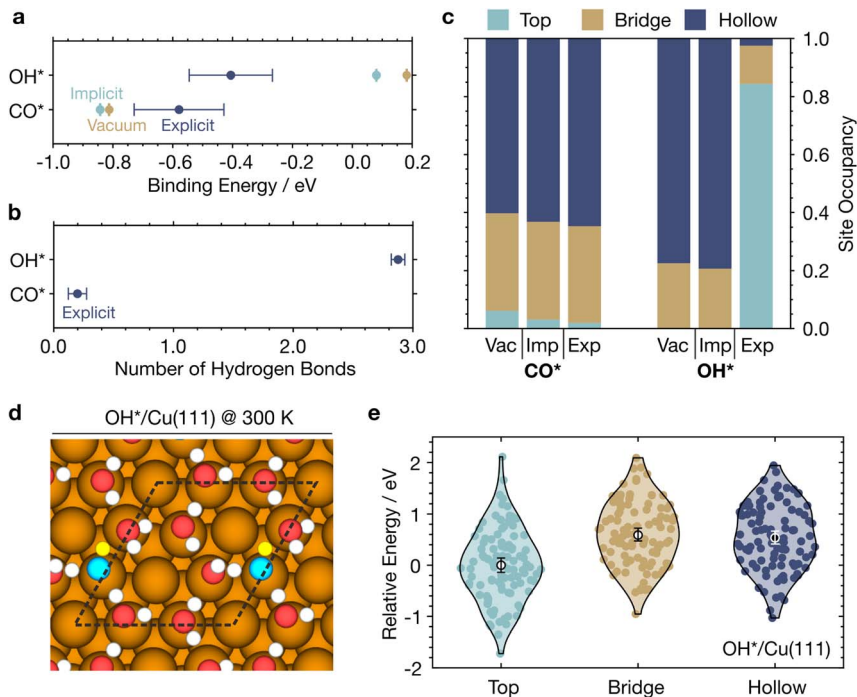 a
OH*
CO*
Implicit
Vacuum
Explicit
-1.0 -0.8 -0.6 -0.4 -0.2 0.0 0.2
Binding Energy / eV
b
OH*
CO*
Explicit
0.0 1.0 2.0 3.0
Number of Hydrogen Bonds
c
Top Bridge Hollow
1.0
0.8
0.6
0.4
0.2
0.0
Site Occupancy
Vac Imp Exp Vac Imp Exp
CO* OH*
d
OH*/Cu(111) @ 300 K
e
2
1
0
-1
-2
Relative Energy / eV
OH*/Cu(111)
Top Bridge Hollow